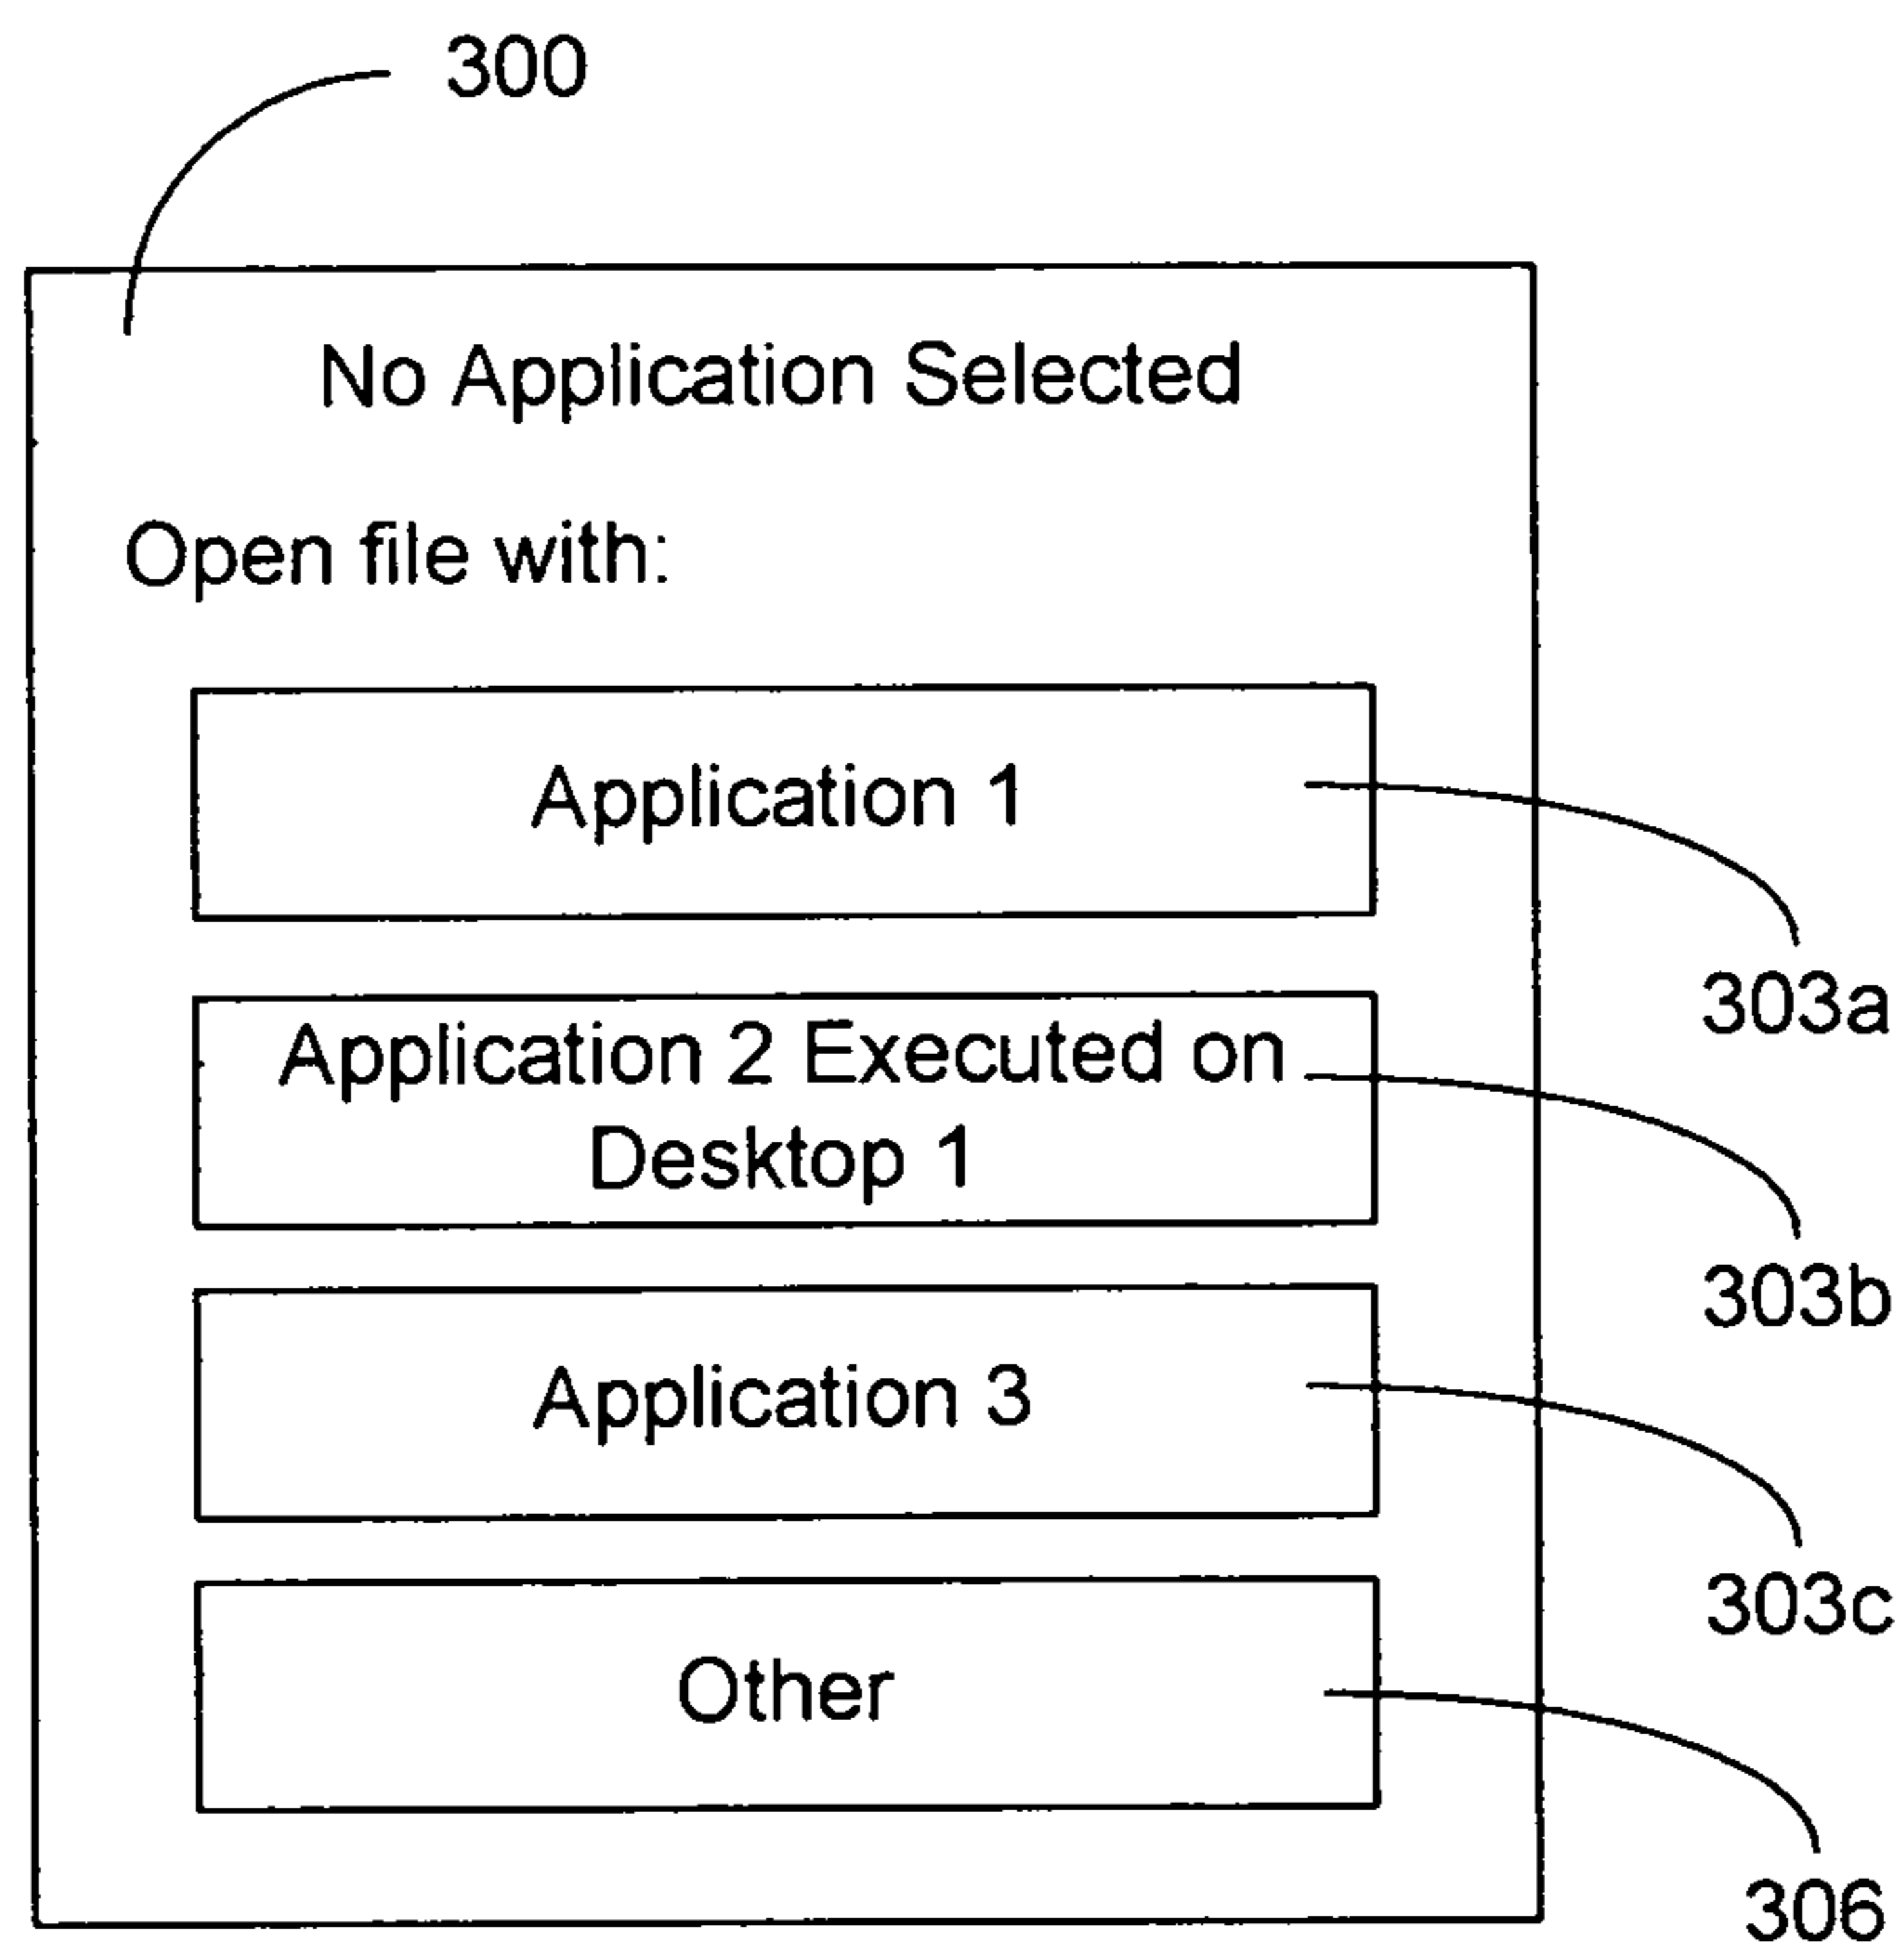 300
No Application Selected
Open file with:
Application 1
303a
Application 2 Executed on
Desktop 1
303b
Application 3
303c
Other
306